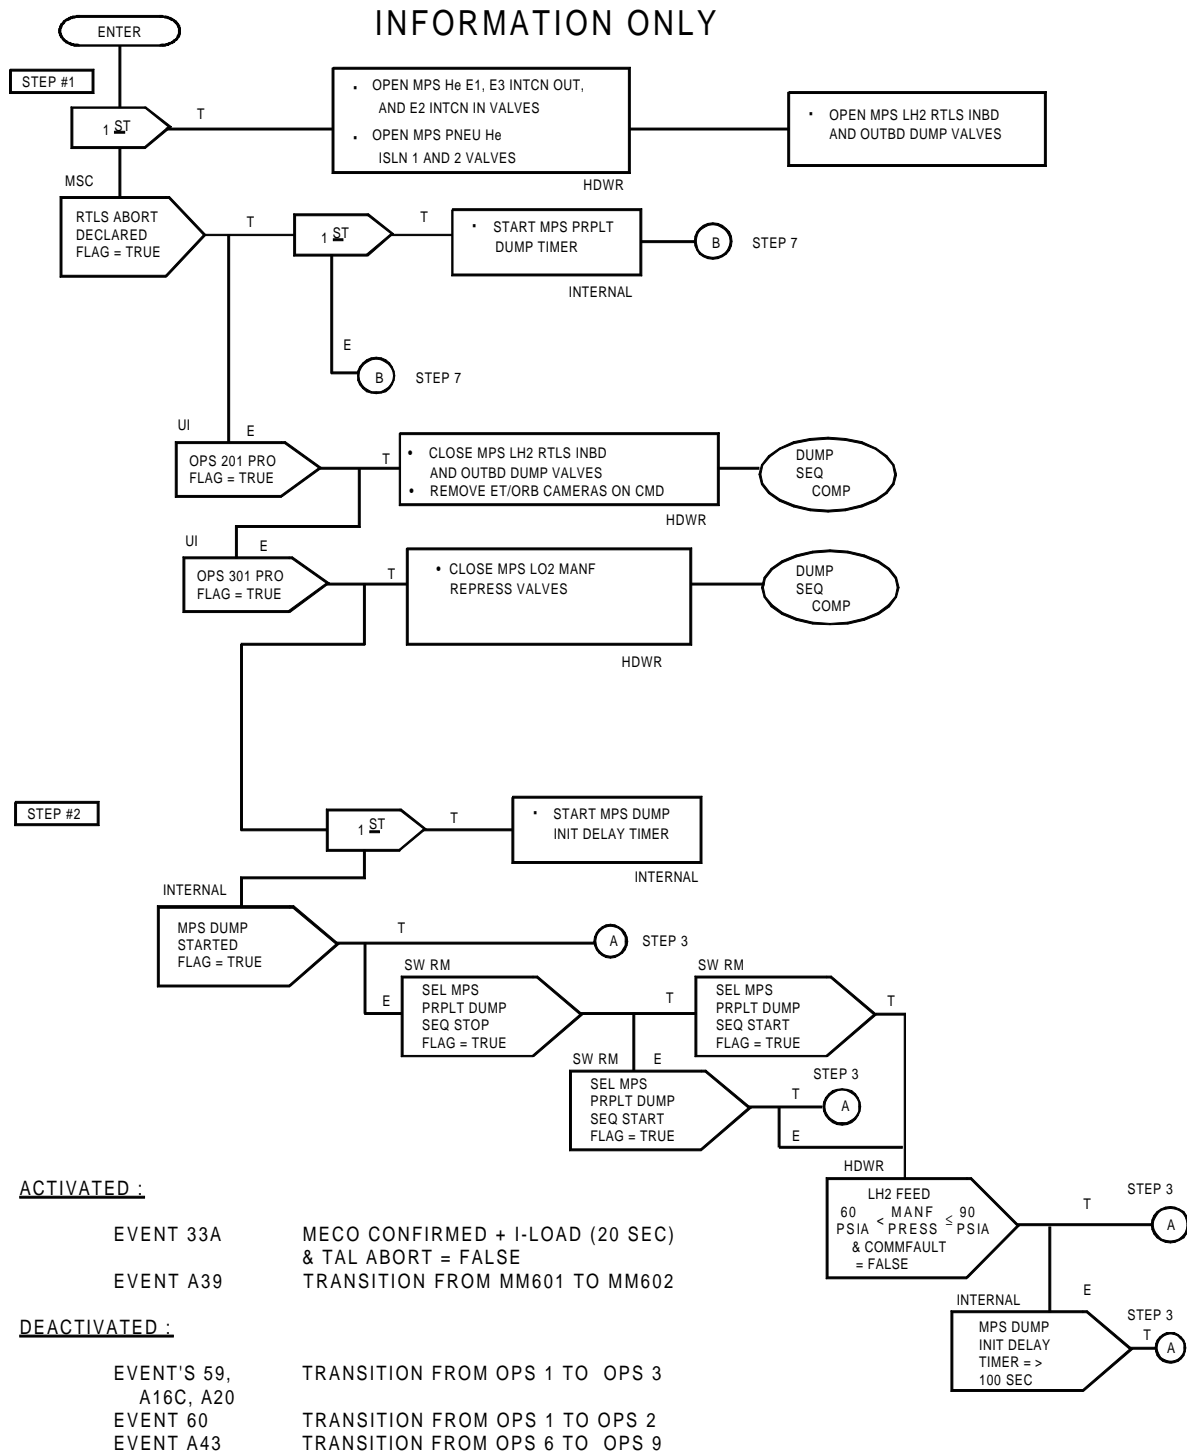 INFORMATION ONLY
ENTER
STEP #1
1 ST
T
· OPEN MPS He E1, E3 INTCN OUT,
AND E2 INTCN IN VALVES
· OPEN MPS PNEU He
ISLN 1 AND 2 VALVES
HDWR
· OPEN MPS LH2 RTLS INBD
AND OUTBD DUMP VALVES
MSC
RTLS ABORT
DECLARED
FLAG = TRUE
T
1 ST
T
· START MPS PRPLT
DUMP TIMER
INTERNAL
B
STEP 7
E
B
STEP 7
UI
E
OPS 201 PRO
FLAG = TRUE
T
• CLOSE MPS LH2 RTLS INBD
AND OUTBD DUMP VALVES
• REMOVE ET/ORB CAMERAS ON CMD
HDWR
DUMP
SEQ
COMP
UI
E
OPS 301 PRO
FLAG = TRUE
T
• CLOSE MPS LO2 MANF
REPRESS VALVES
HDWR
DUMP
SEQ
COMP
STEP #2
1 ST
T
· START MPS DUMP
INIT DELAY TIMER
INTERNAL
INTERNAL
MPS DUMP
STARTED
FLAG = TRUE
T
A
STEP 3
E
SW RM
SEL MPS
PRPLT DUMP
SEQ STOP
FLAG = TRUE
T
SW RM
SEL MPS
PRPLT DUMP
SEQ START
FLAG = TRUE
T
SW RM
E
SEL MPS
PRPLT DUMP
SEQ START
FLAG = TRUE
T
STEP 3
A
E
HDWR
LH2 FEED
60 PSIA < MANF PRESS ≤ 90 PSIA
& COMMFAULT
= FALSE
T
STEP 3
A
E
INTERNAL
MPS DUMP
INIT DELAY
TIMER = >
100 SEC
STEP 3
T
A
ACTIVATED :
EVENT 33A MECO CONFIRMED + I-LOAD (20 SEC)
& TAL ABORT = FALSE
EVENT A39 TRANSITION FROM MM601 TO MM602
DEACTIVATED :
EVENT'S 59, TRANSITION FROM OPS 1 TO OPS 3
A16C, A20
EVENT 60 TRANSITION FROM OPS 1 TO OPS 2
EVENT A43 TRANSITION FROM OPS 6 TO OPS 9